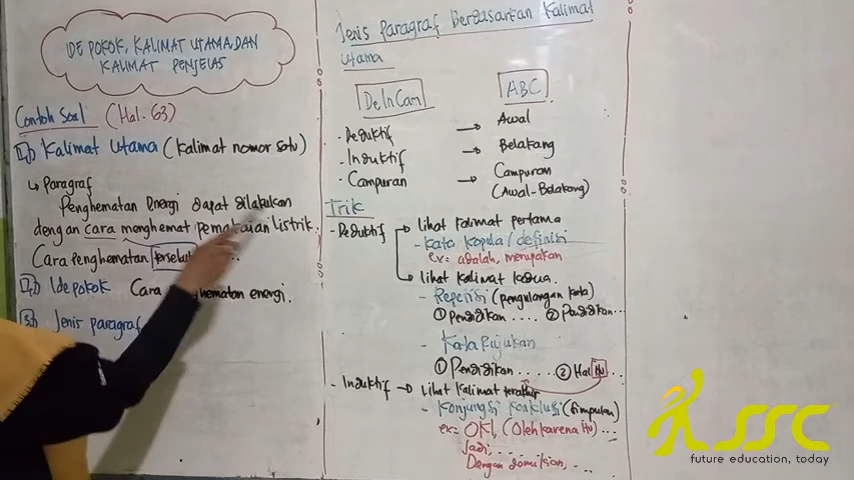 IDE POKOK, KALIMAT UTAMA, DAN
KALIMAT PENJELAS
Contoh Soal (Hal. 63)
Kalimat Utama (Kalimat nomor satu)
↳ Paragraf
Penghematan Energi dapat dilakukan
dengan cara menghemat pemakaian listrik.
Cara penghematan tersebut ...
Ide pokok Cara penghematan energi.
Jenis paragraf
Jenis Paragraf Berdasarkan Kalimat
Utama
DeInCam
ABC
- Deduktif → Awal
- Induktif → Belakang
- Campuran → Campuran
(Awal-Belakang)
Trik
- Deduktif → lihat kalimat pertama
- Kata kopula/definisi
ex = adalah, merupakan
→ lihat kalimat kedua.
- Repetisi (pengulangan kata)
① Pendidikan .... ② Pendidikan...
- Kata Rujukan
① Pendidikan ..... ② Hal itu ...
- Induktif → Lihat kalimat terakhir
- Konjungsi Konklusi (simpulan)
ex = OKI, (Oleh karena itu) ...
Jadi, ...
Dengan demikian, ...
SSC
future education, today